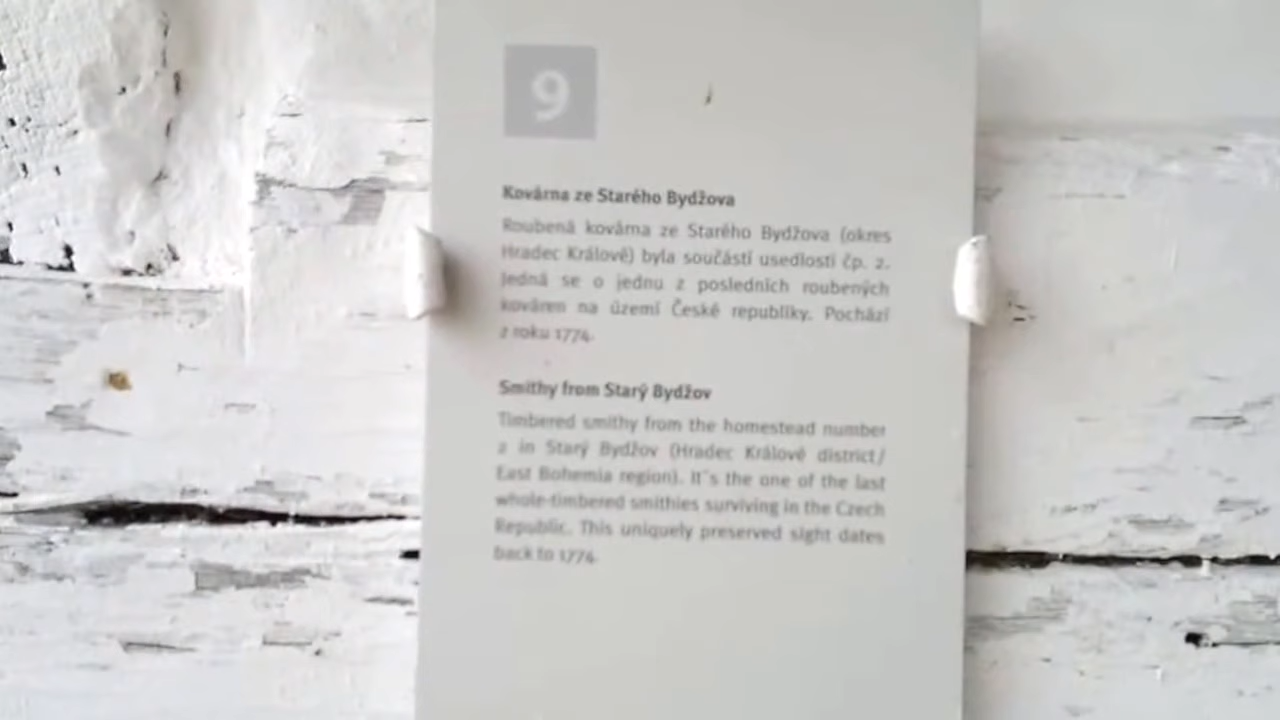 9
Kovárna ze Starého Bydžova
Roubená kovárna ze Starého Bydžova (okres
Hradec Králové) byla součástí usedlosti čp. 2.
Jedná se o jednu z posledních roubených
kováren na území České republiky. Pochází
z roku 1774.
Smithy from Starý Bydžov
Timbered smithy from the homestead number
2 in Starý Bydžov (Hradec Králové district/
East Bohemia region). It´s the one of the last
whole-timbered smithies surviving in the Czech
Republic. This uniquely preserved sight dates
back to 1774.